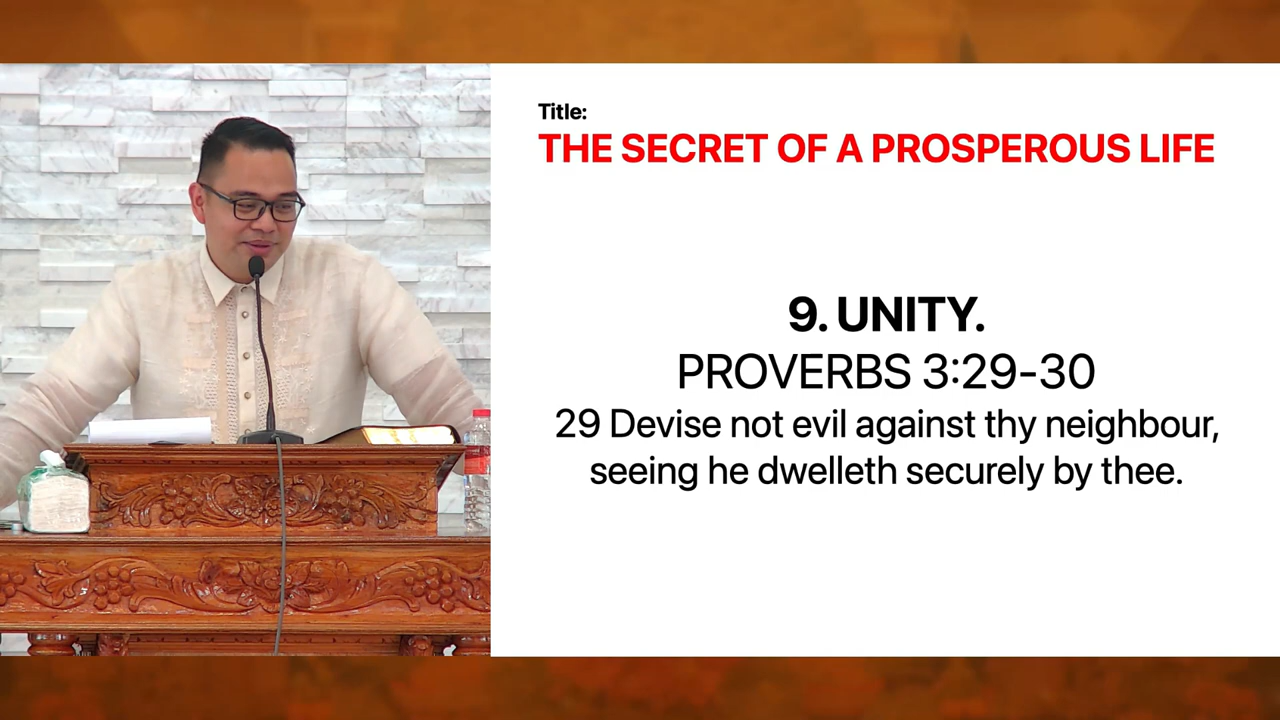 Title:
THE SECRET OF A PROSPEROUS LIFE
9. UNITY.
PROVERBS 3:29-30
29 Devise not evil against thy neighbour,
seeing he dwelleth securely by thee.